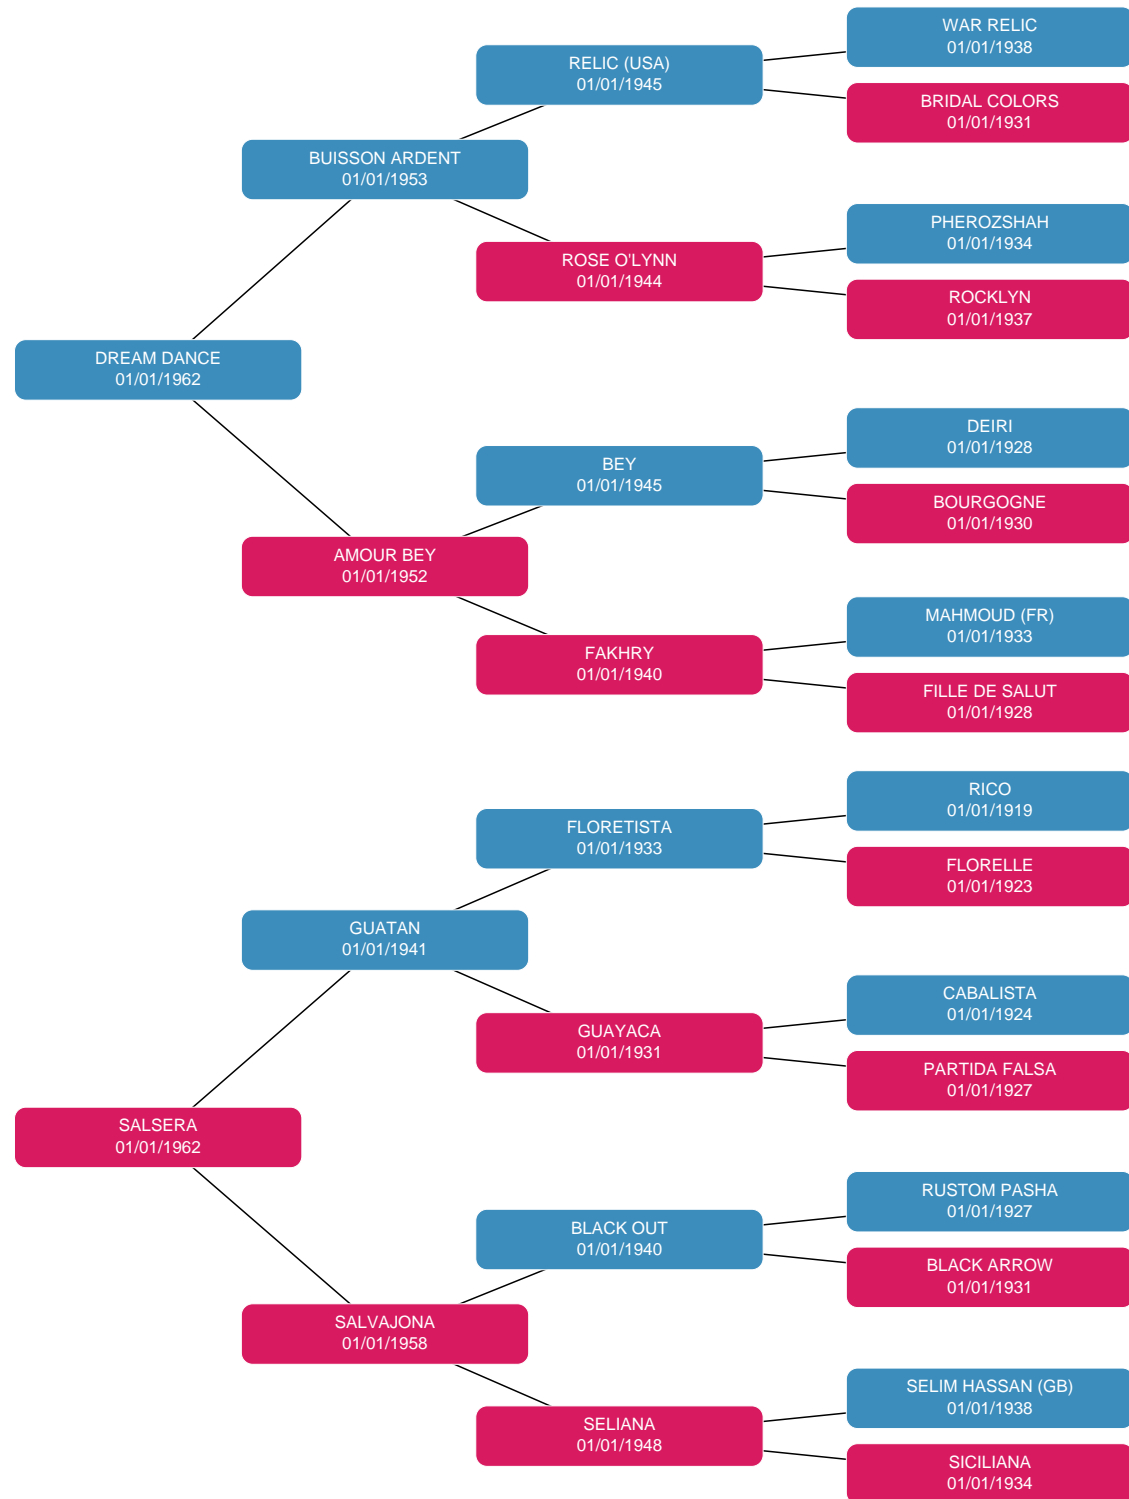 WAR RELIC
01/01/1938
RELIC (USA)
01/01/1945
BRIDAL COLORS
01/01/1931
BUISSON ARDENT
01/01/1953
PHEROZSHAH
01/01/1934
ROSE O'LYNN
01/01/1944
ROCKLYN
01/01/1937
DREAM DANCE
01/01/1962
DEIRI
01/01/1928
BEY
01/01/1945
BOURGOGNE
01/01/1930
AMOUR BEY
01/01/1952
MAHMOUD (FR)
01/01/1933
FAKHRY
01/01/1940
FILLE DE SALUT
01/01/1928
RICO
01/01/1919
FLORETISTA
01/01/1933
FLORELLE
01/01/1923
GUATAN
01/01/1941
CABALISTA
01/01/1924
GUAYACA
01/01/1931
PARTIDA FALSA
01/01/1927
SALSERA
01/01/1962
RUSTOM PASHA
01/01/1927
BLACK OUT
01/01/1940
BLACK ARROW
01/01/1931
SALVAJONA
01/01/1958
SELIM HASSAN (GB)
01/01/1938
SELIANA
01/01/1948
SICILIANA
01/01/1934